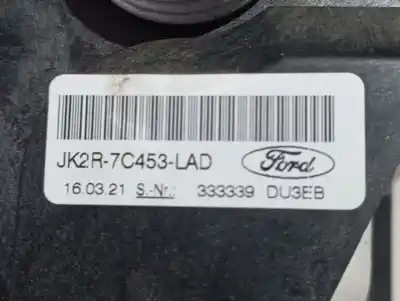 JK2R-7C453-LAD Ford
16.03.21 S.-Nr.: 333339 DU3EB